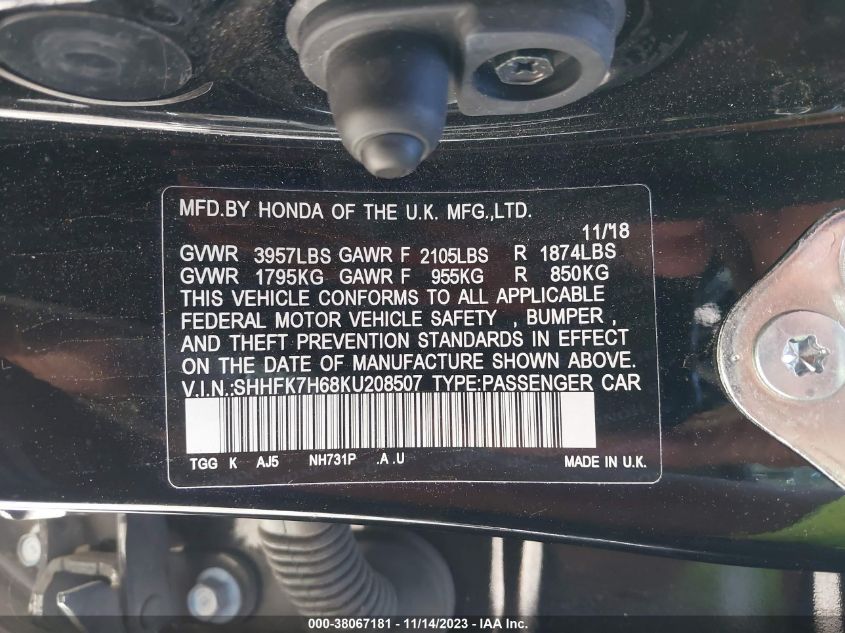 MFD.BY HONDA OF THE U.K. MFG.,LTD.
11/'18
GVWR 3957LBS GAWR F 2105LBS R 1874LBS
GVWR 1795KG GAWR F 955KG R 850KG
THIS VEHICLE CONFORMS TO ALL APPLICABLE
FEDERAL MOTOR VEHICLE SAFETY , BUMPER ,
AND THEFT PREVENTION STANDARDS IN EFFECT
ON THE DATE OF MANUFACTURE SHOWN ABOVE.
V.I.N.:SHHFK7H68KU208507 TYPE:PASSENGER CAR
TGG K AJ5 NH731P .A .U MADE IN U.K.
000-38067181 - 11/14/2023 - IAA Inc.